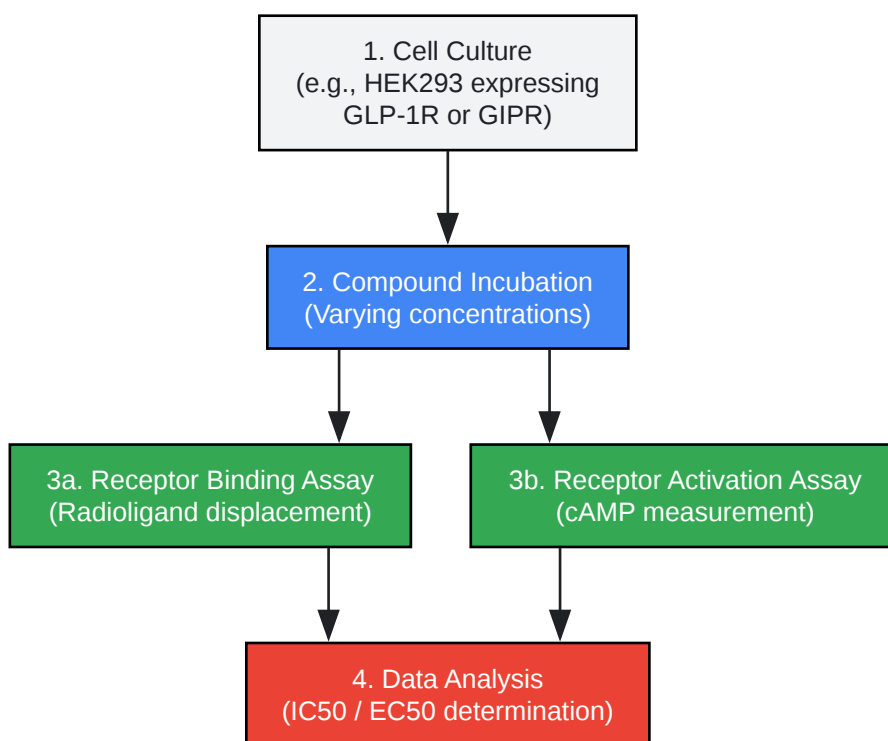 1. Cell Culture
(e.g., HEK293 expressing
GLP-1R or GIPR)
2. Compound Incubation
(Varying concentrations)
3a. Receptor Binding Assay
(Radioligand displacement)
3b. Receptor Activation Assay
(cAMP measurement)
4. Data Analysis
(IC50 / EC50 determination)